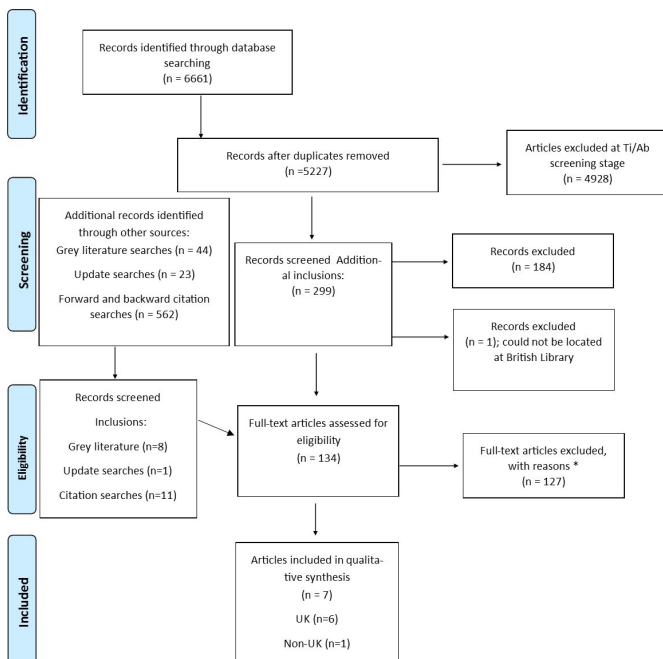 Identification
Records identified through database
searching
(n = 6661)
Records after duplicates removed
(n =5227)
Articles excluded at Ti/Ab
screening stage
(n = 4928)
Screening
Additional records identified
through other sources:
Grey literature searches (n = 44)
Update searches (n = 23)
Forward and backward citation
searches (n = 562)
Records screened Addition-
al inclusions:
(n = 299)
Records excluded
(n = 184)
Records excluded
(n = 1); could not be located
at British Library
Eligibility
Records screened
Inclusions:
Grey literature (n=8)
Update searches (n=1)
Citation searches (n=11)
Full-text articles assessed for
eligibility
(n = 134)
Full-text articles excluded,
with reasons *
(n = 127)
Included
Articles included in qualita-
tive synthesis
(n = 7)
UK (n=6)
Non-UK (n=1)